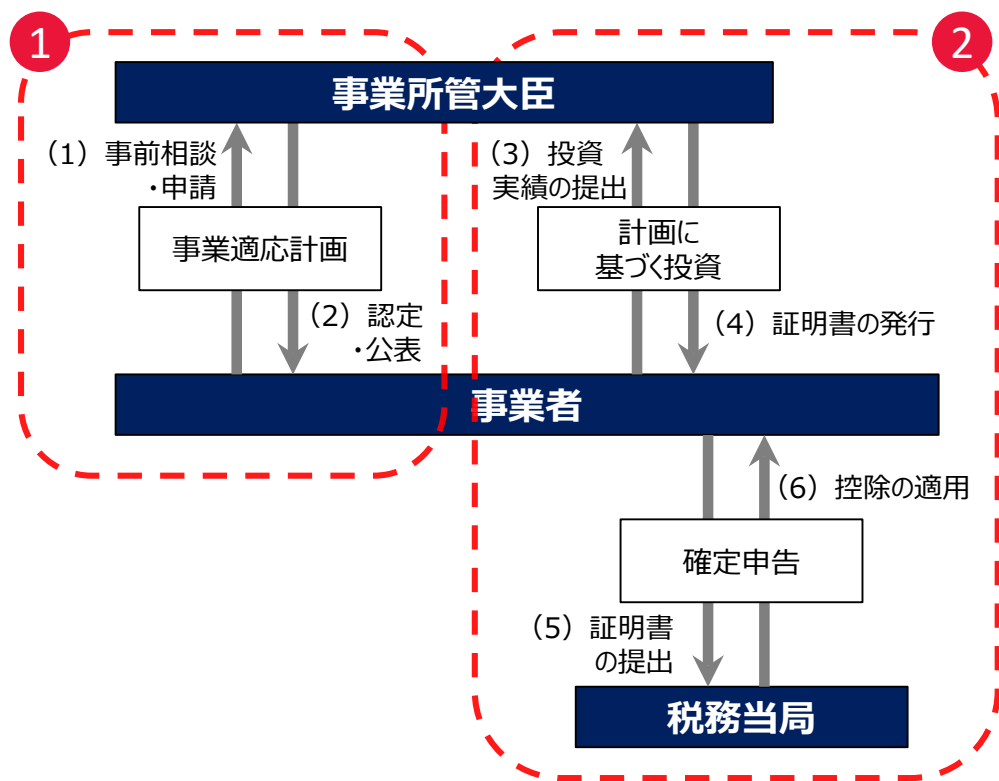 1
2
事業所管大臣
(1) 事前相談
・申請
(3) 投資
実績の提出
事業適応計画
計画に
基づく投資
(2) 認定
・公表
(4) 証明書の発行
事業者
(6) 控除の適用
確定申告
(5) 証明書
の提出
税務当局